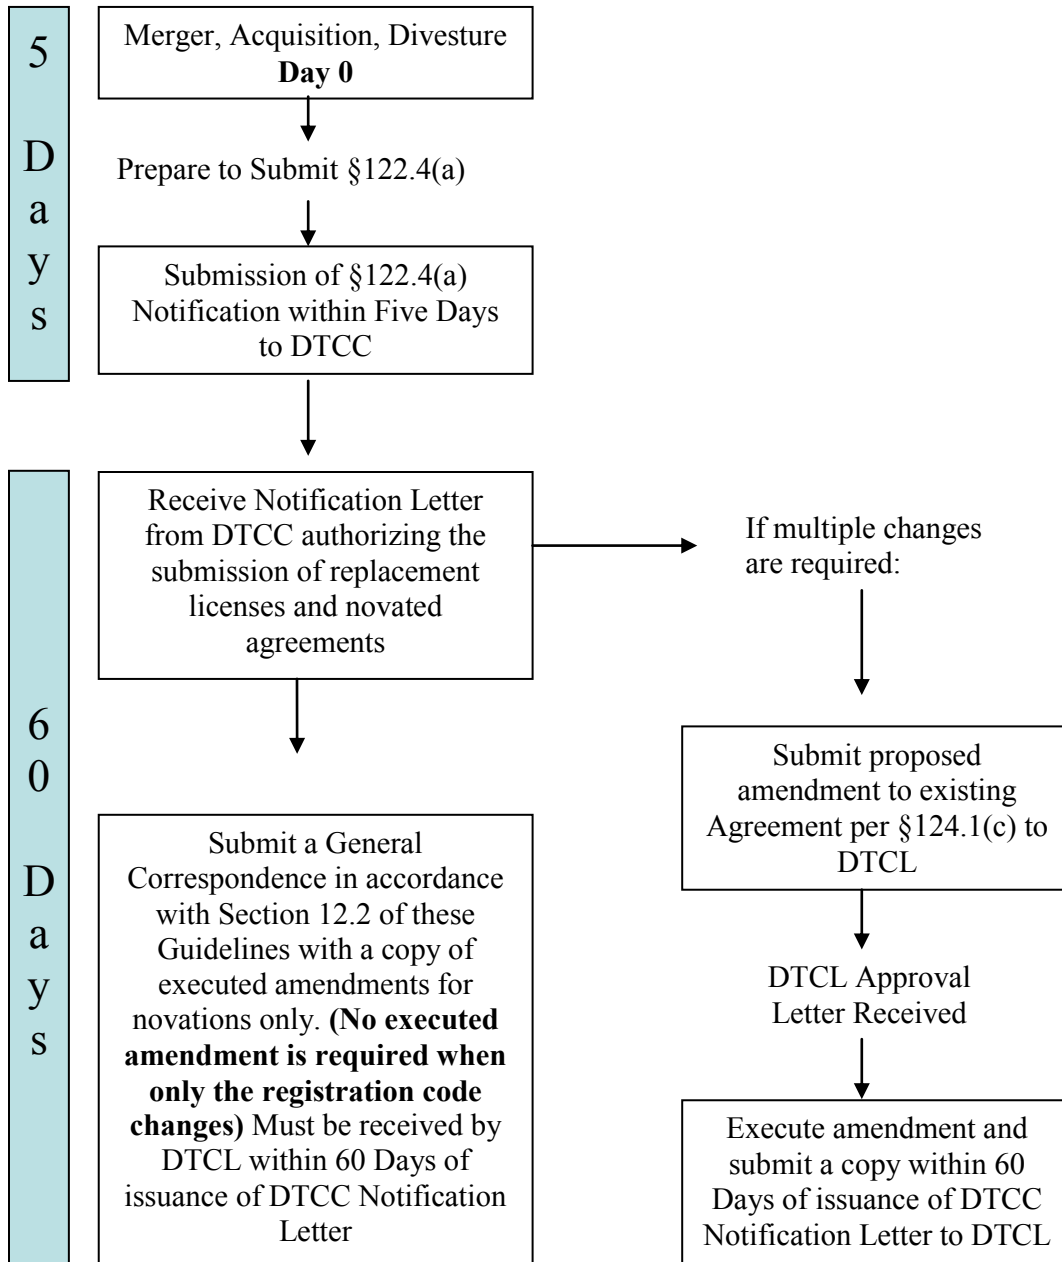 5
D
a
y
s
Merger, Acquisition, Divesture
Day 0
Prepare to Submit §122.4(a)
Submission of §122.4(a)
Notification within Five Days
to DTCC
6
0
D
a
y
s
Receive Notification Letter
from DTCC authorizing the
submission of replacement
licenses and novated
agreements
If multiple changes
are required:
Submit a General
Correspondence in accordance
with Section 12.2 of these
Guidelines with a copy of
executed amendments for
novations only. (No executed
amendment is required when
only the registration code
changes) Must be received by
DTCL within 60 Days of
issuance of DTCC Notification
Letter
Submit proposed
amendment to existing
Agreement per §124.1(c) to
DTCL
DTCL Approval
Letter Received
Execute amendment and
submit a copy within 60
Days of issuance of DTCC
Notification Letter to DTCL